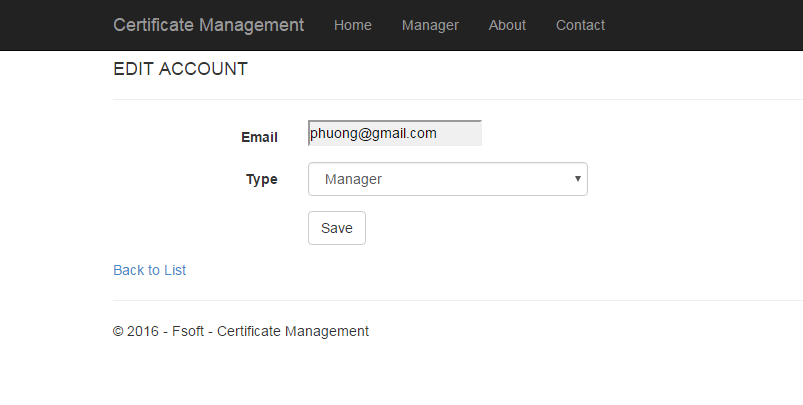 Certificate Management Home Manager About Contact
EDIT ACCOUNT
Email phuong@gmail.com
Type Manager
Save
Back to List
© 2016 - Fsoft - Certificate Management